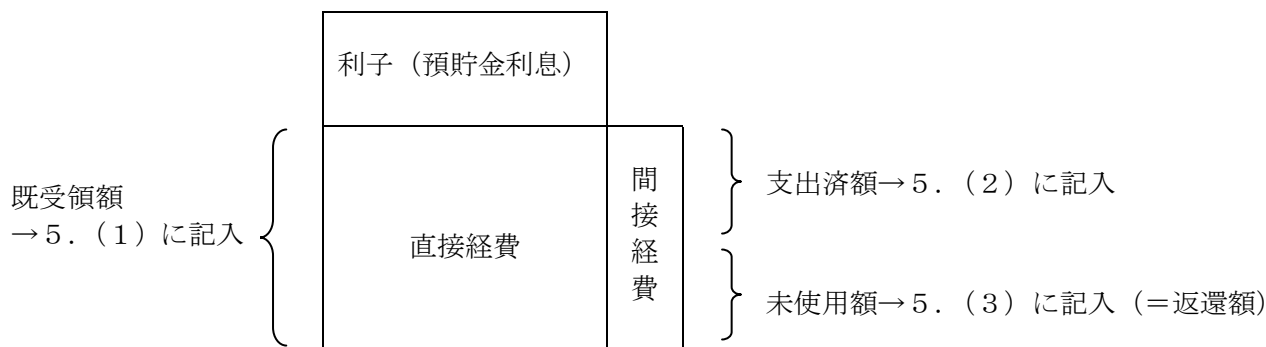 利子（預貯金利息）
既受領額
→５．（１）に記入
直接経費
間接経費
支出済額→５．（２）に記入
未使用額→５．（３）に記入（＝返還額）